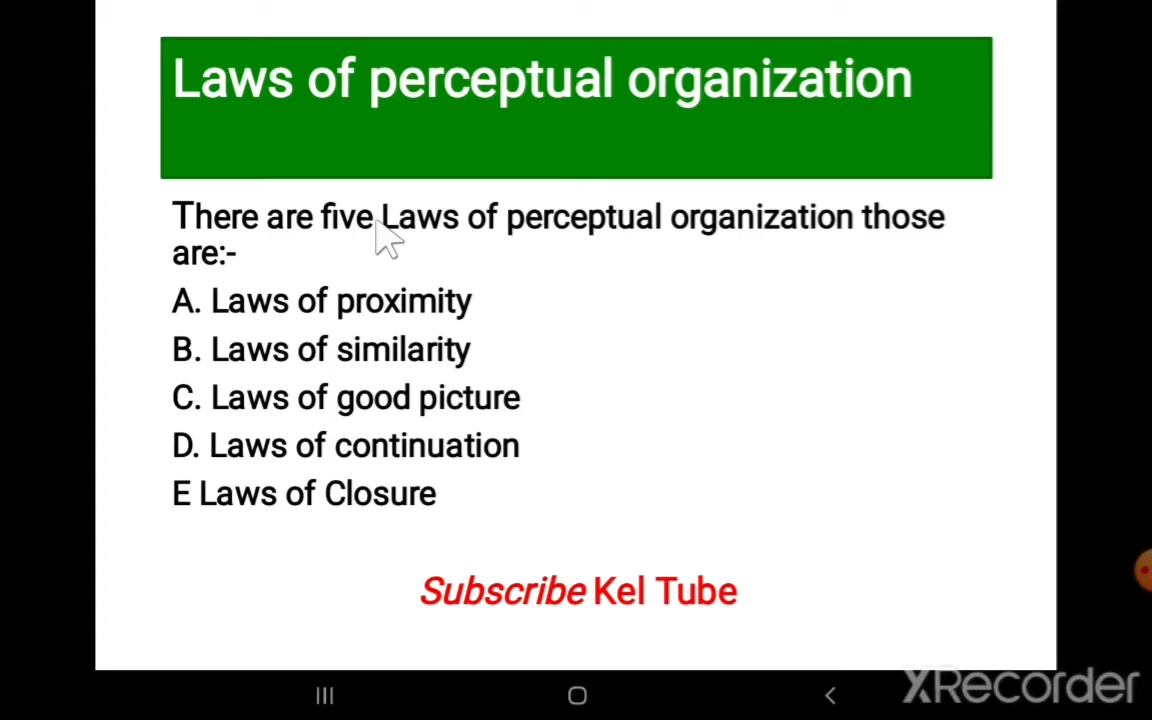 Laws of perceptual organization
There are five Laws of perceptual organization those
are:-
A. Laws of proximity
B. Laws of similarity
C. Laws of good picture
D. Laws of continuation
E Laws of Closure
Subscribe Kel Tube
XRecorder